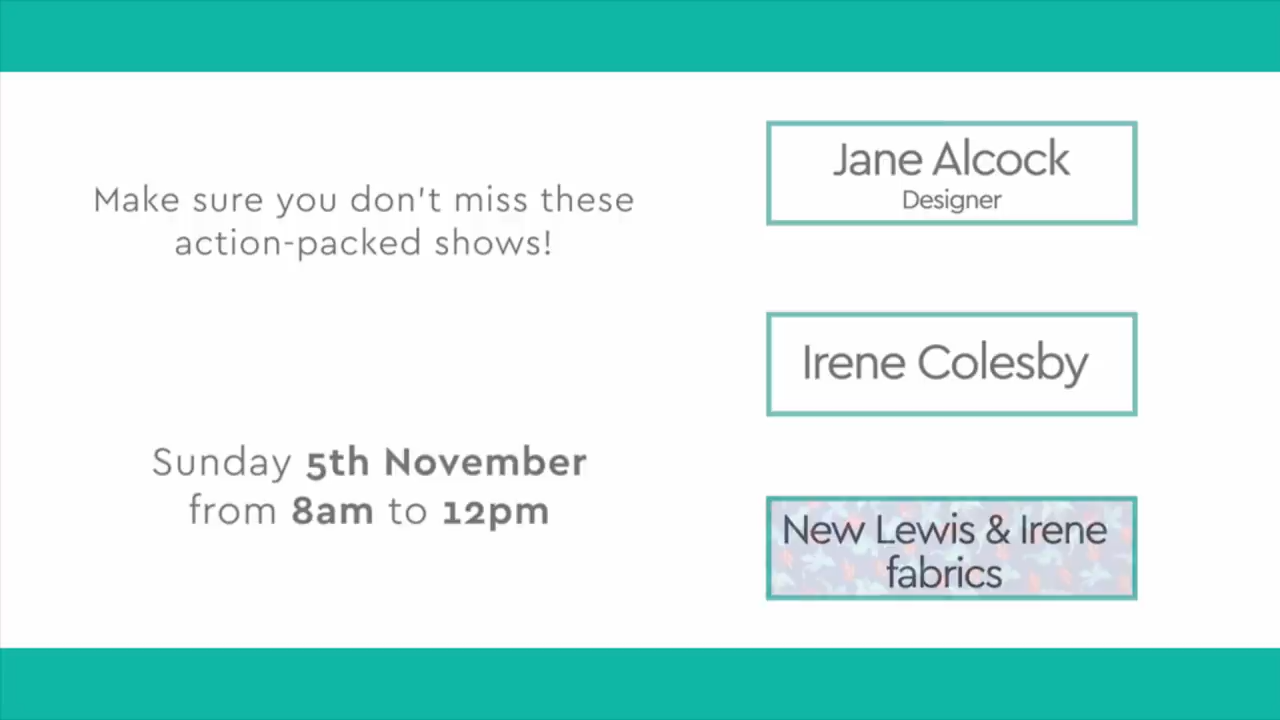 Make sure you don't miss these
action-packed shows!
Sunday 5th November
from 8am to 12pm
Jane Alcock
Designer
Irene Colesby
New Lewis & Irene
fabrics